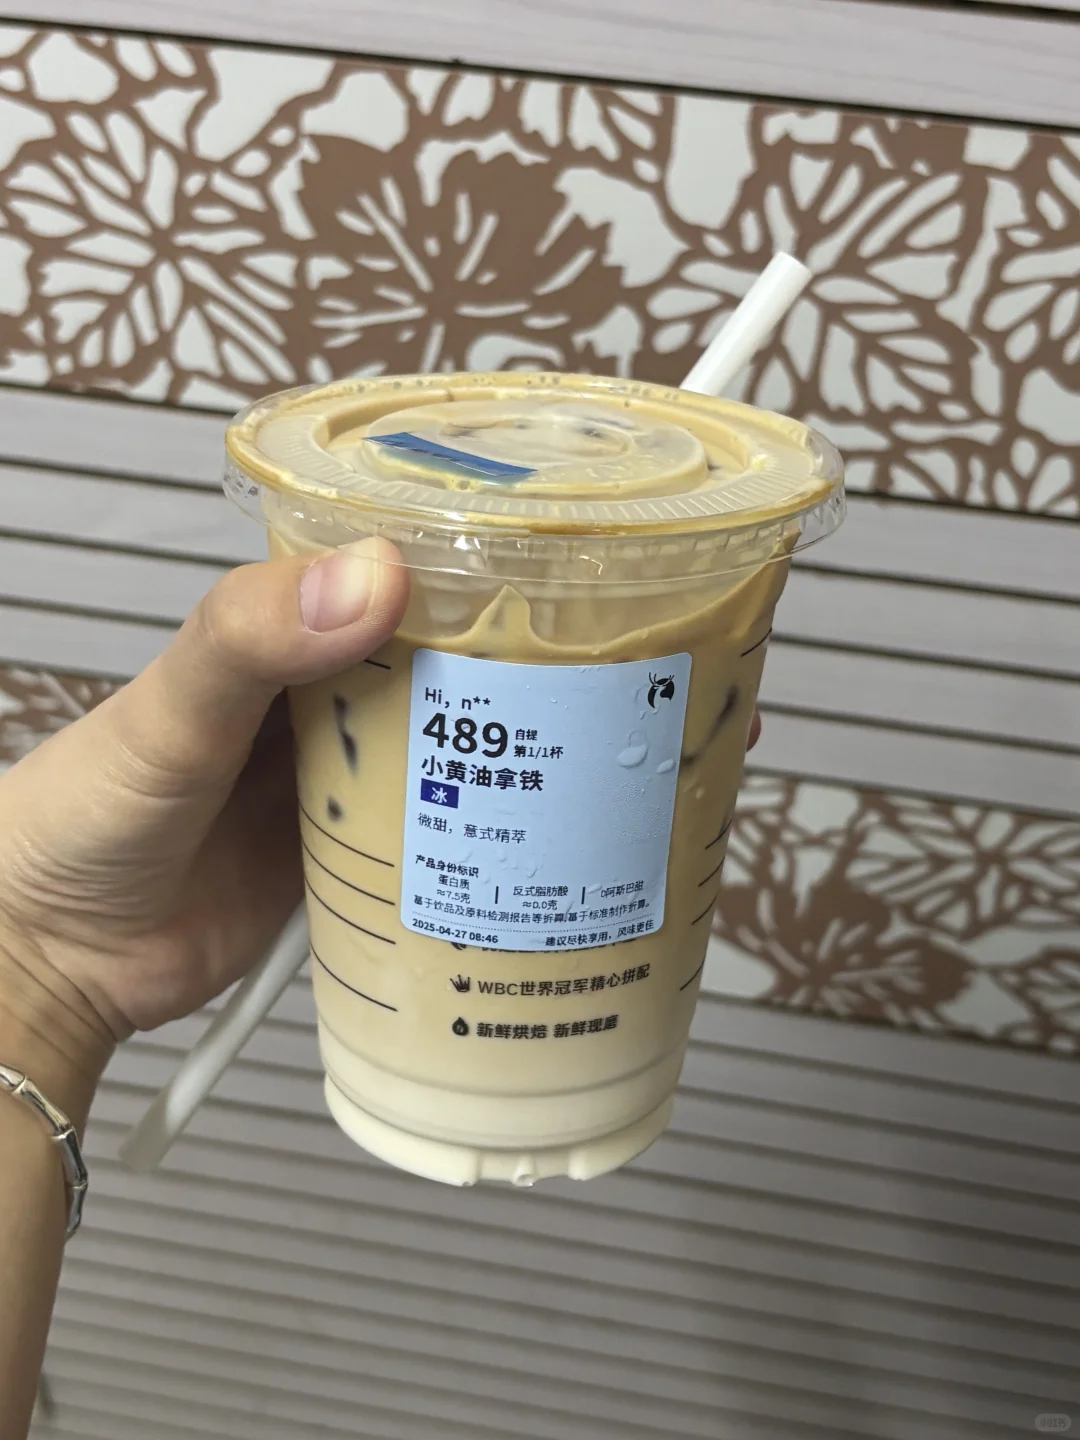 Hi, n**
489 自提
第1/1杯
小黄油拿铁
冰
微甜，意式精萃
产品身份标识
蛋白质
≈7.5克
反式脂肪酸
≈0.0克
0阿斯巴甜
基于饮品及原料检测报告等折算,基于标准制作折算。
2025-04-27 08:46 建议尽快享用，风味更佳
WBC世界冠军精心拼配
新鲜烘焙 新鲜现磨
小红书